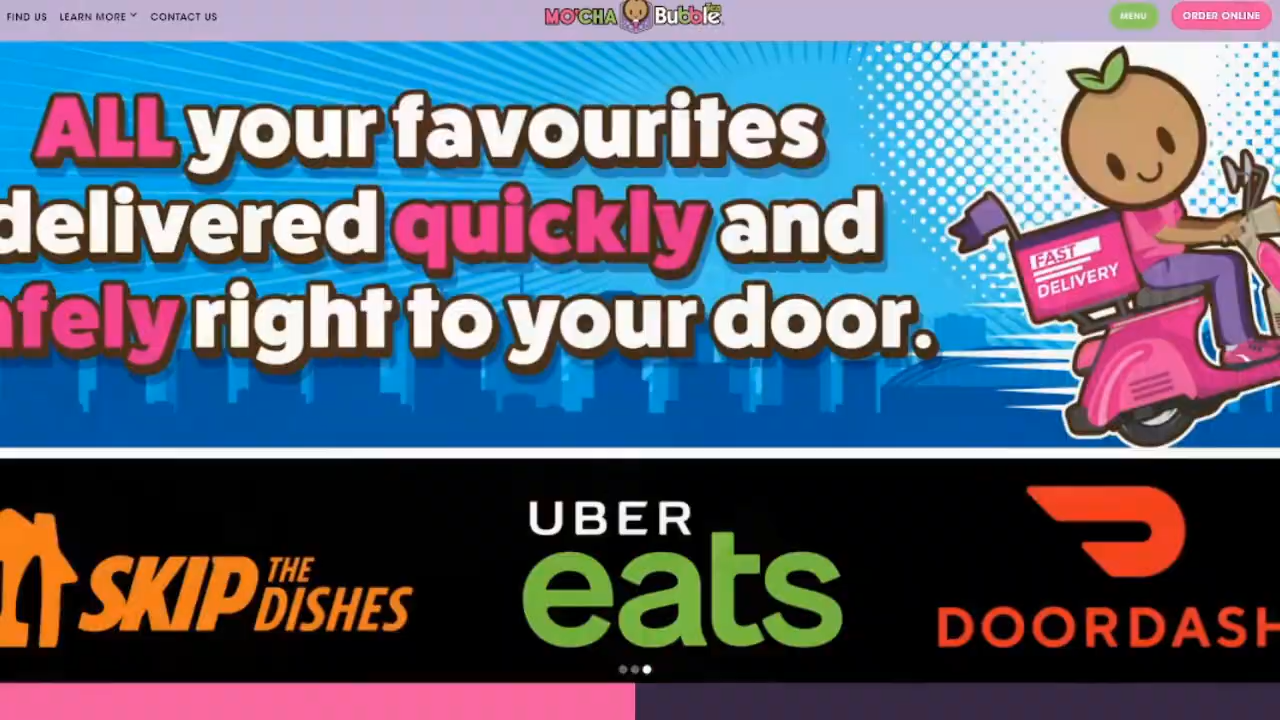 FIND US LEARN MORE CONTACT US MO'CHA Bubble Tea MENU ORDER ONLINE
ALL your favourites
delivered quickly and
afely right to your door.
FAST
DELIVERY
SKIP THE DISHES
UBER
eats
DOORDASH